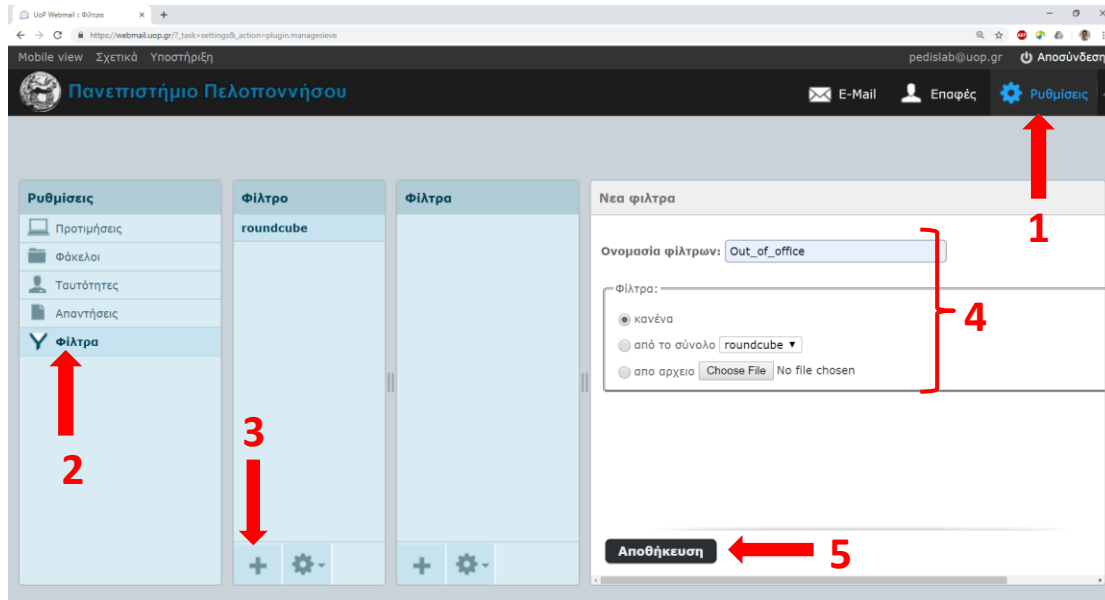 UoP Webmail : Φίλτρα
https://webmail.uop.gr/?_task=settings&_action=plugin.managesieve
Mobile view Σχετικά Υποστήριξη
pedislab@uop.gr Αποσύνδεση
Πανεπιστήμιο Πελοποννήσου
E-Mail Επαφές Ρυθμίσεις
1
Ρυθμίσεις
Προτιμήσεις
Φάκελοι
Ταυτότητες
Απαντήσεις
Φίλτρα
2
Φίλτρο
roundcube
3
Φίλτρα
Νεα φιλτρα
Ονομασία φίλτρων: Out_of_office
Φίλτρα:
κανένα
από το σύνολο roundcube
απο αρχειο Choose File No file chosen
4
Αποθήκευση
5